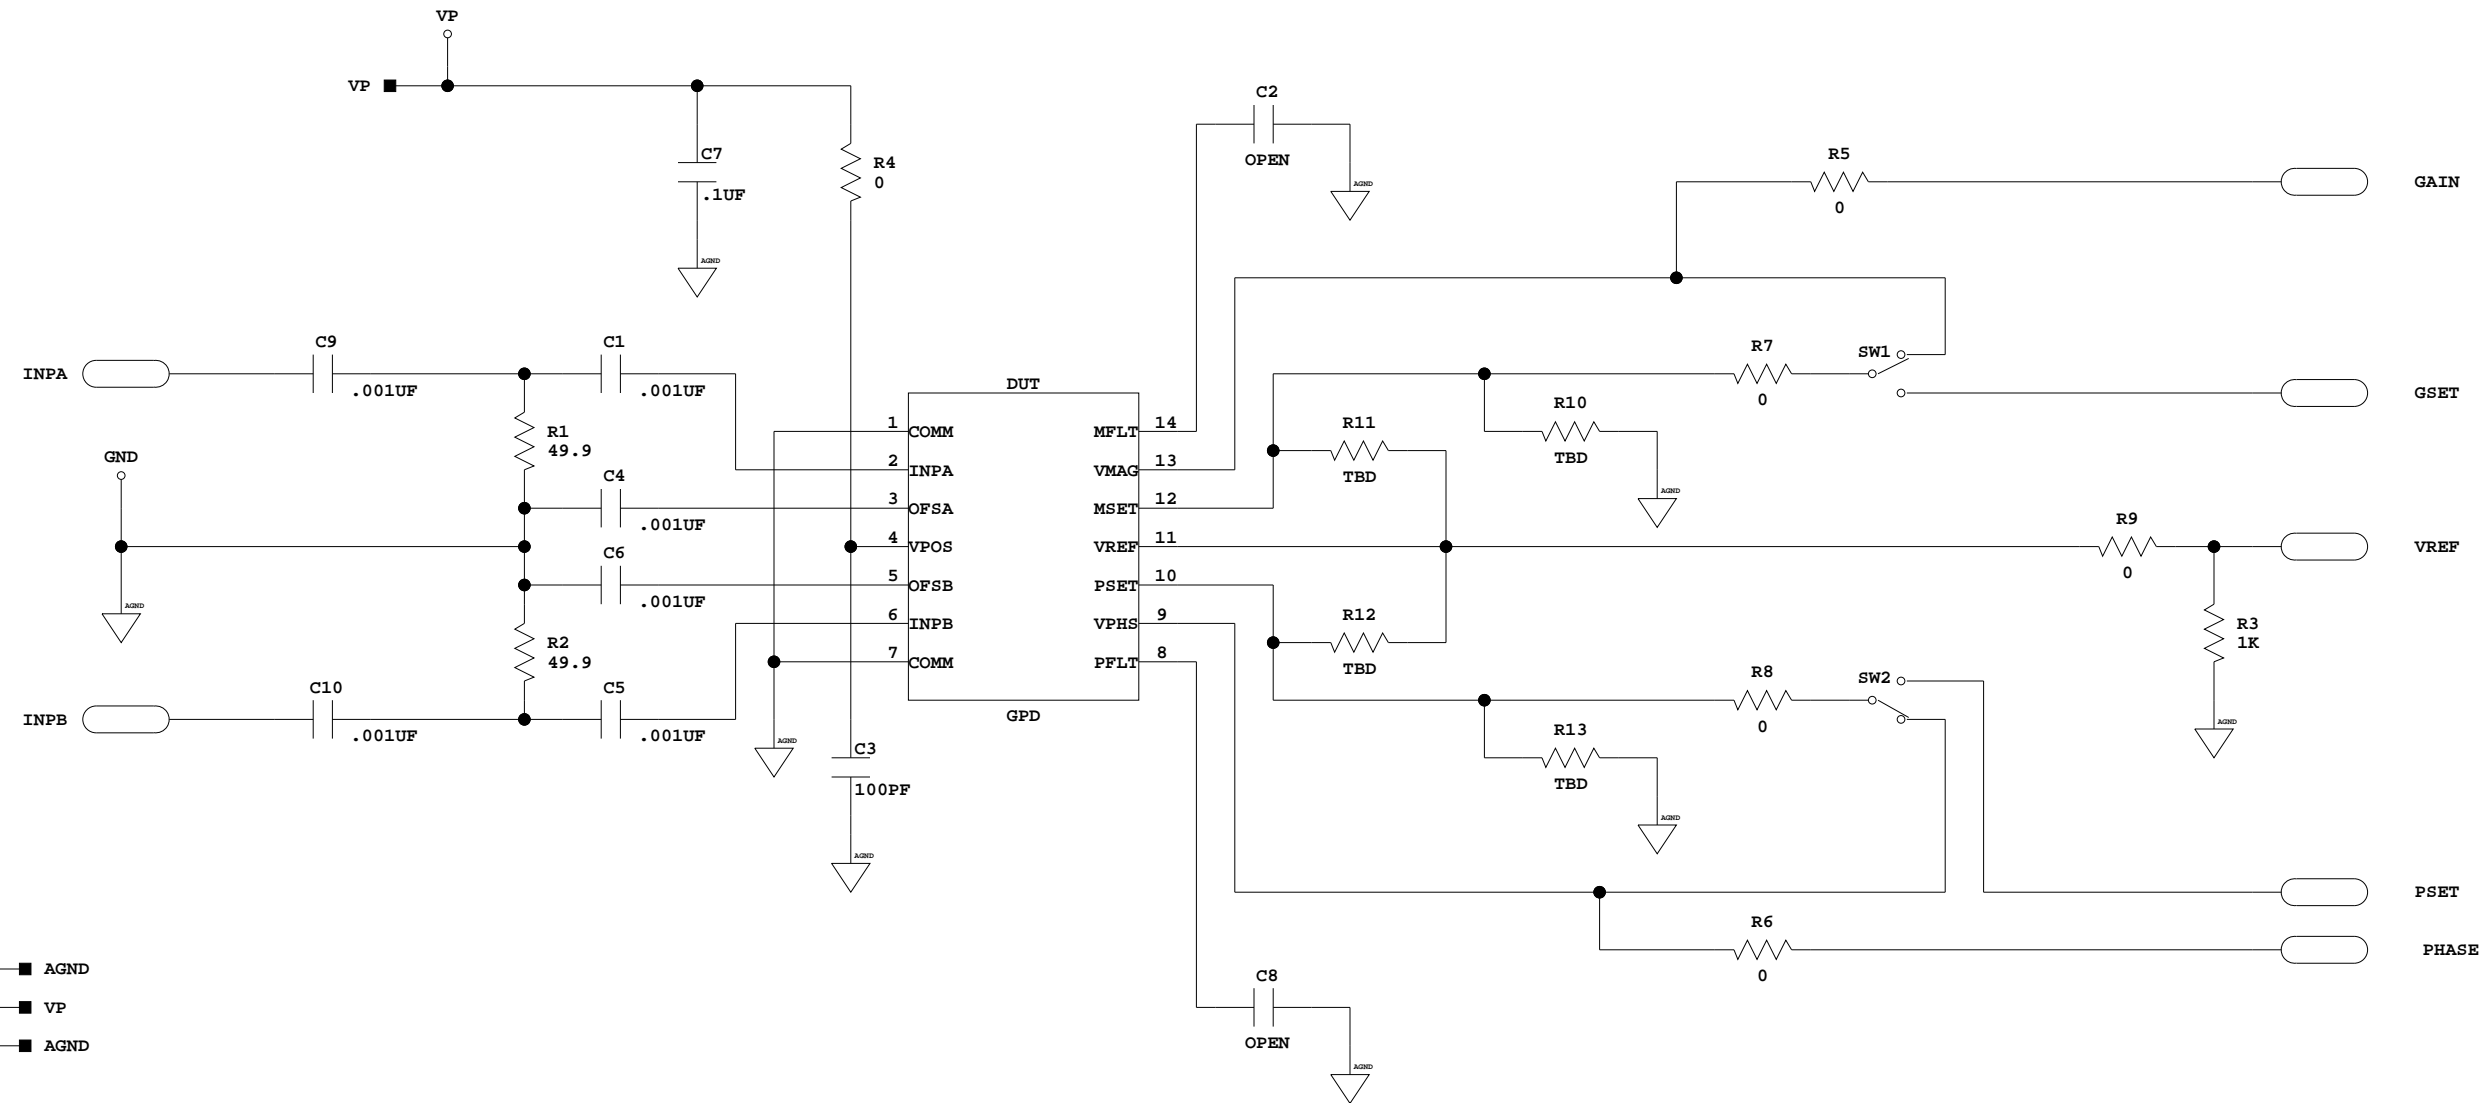 VP
VP
C7
.1UF
AGND
R4
0
C2
OPEN
AGND
R5
0
GAIN
INPA
C9
.001UF
C1
.001UF
R1
49.9
GND
AGND
C4
.001UF
C6
.001UF
R2
49.9
INPB
C10
.001UF
C5
.001UF
AGND
C3
100PF
AGND
DUT
1
COMM
2
INPA
3
OFSA
4
VPOS
5
OFSB
6
INPB
7
COMM
MFLT
14
VMAG
13
MSET
12
VREF
11
PSET
10
VPHS
9
PFLT
8
GPD
R7
0
SW1
GSET
R10
TBD
AGND
R11
TBD
R9
0
VREF
R3
1K
AGND
R12
TBD
R8
0
SW2
R13
TBD
AGND
PSET
R6
0
PHASE
C8
OPEN
AGND
AGND
VP
AGND